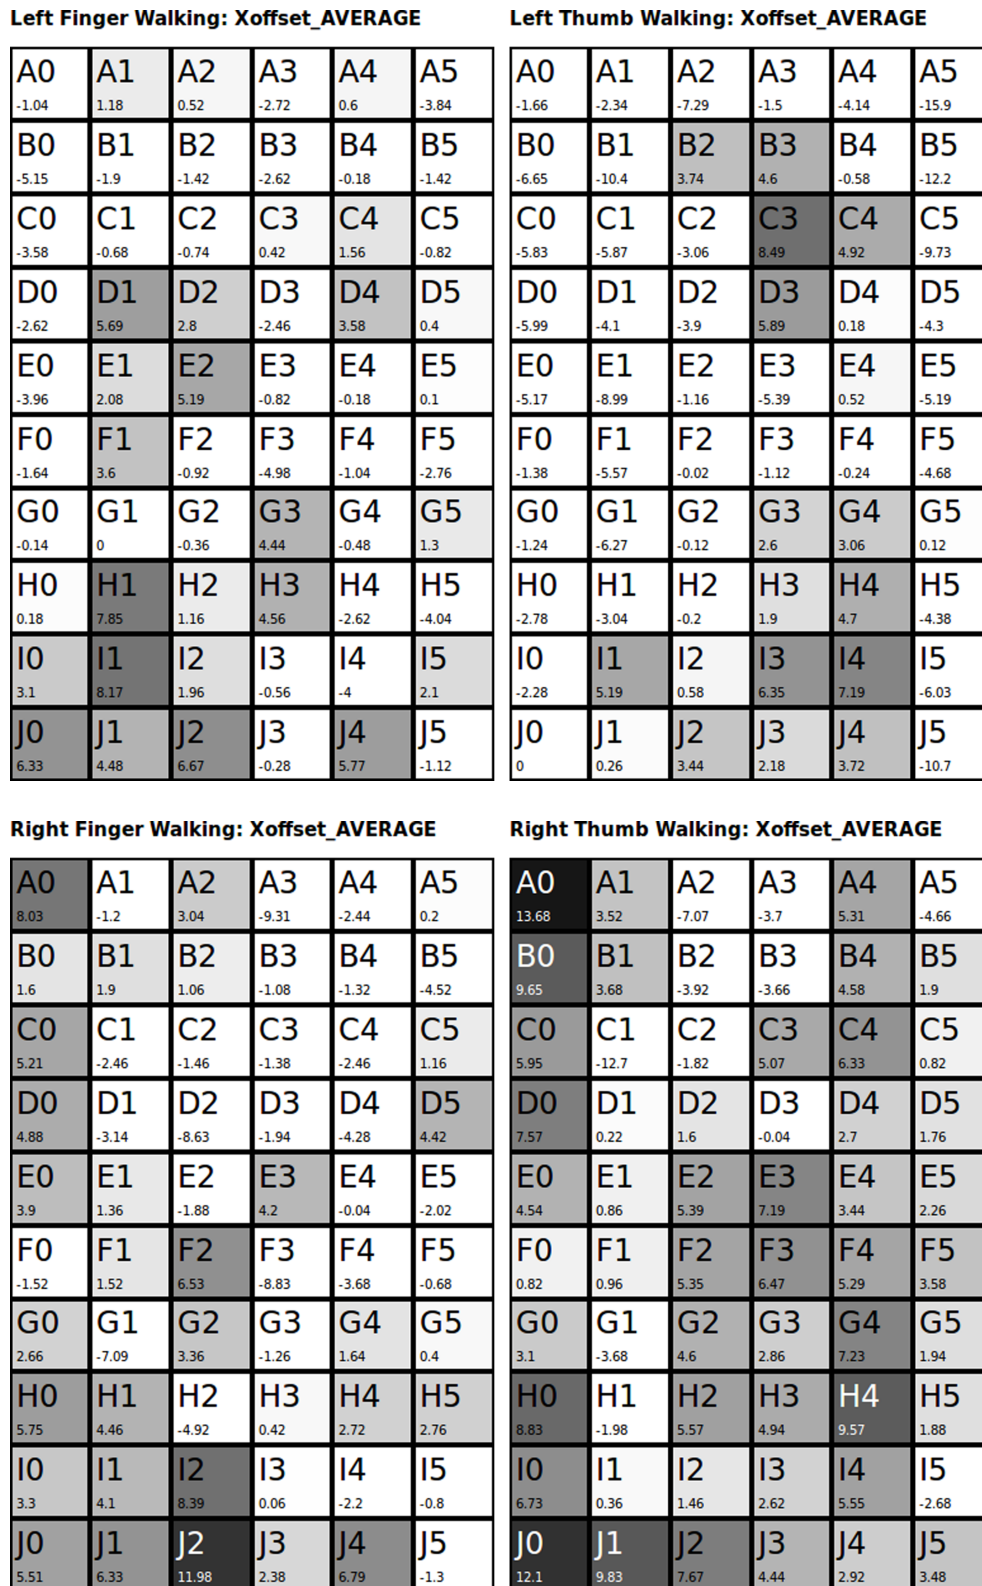 Left Finger Walking: Xoffset_AVERAGE Left Thumb Walking: Xoffset_AVERAGE
A0 A1 A2 A3 A4 A5 A0 A1 A2 A3 A4 A5
-1.04 1.18 0.52 -2.72 0.6 -3.84 -1.66 -2.34 -7.29 -1.5 -4.14 -15.9
B0 B1 B2 B3 B4 B5 B0 B1 B2 B3 B4 B5
-5.15 -1.9 -1.42 -2.62 -0.18 -1.42 -6.65 -10.4 3.74 4.6 -0.58 -12.2
C0 C1 C2 C3 C4 C5 C0 C1 C2 C3 C4 C5
-3.58 -0.68 -0.74 0.42 1.56 -0.82 -5.83 -5.87 -3.06 8.49 4.92 -9.73
D0 D1 D2 D3 D4 D5 D0 D1 D2 D3 D4 D5
-2.62 5.69 2.8 -2.46 3.58 0.4 -5.99 -4.1 -3.9 5.89 0.18 -4.3
E0 E1 E2 E3 E4 E5 E0 E1 E2 E3 E4 E5
-3.96 2.08 5.19 -0.82 -0.18 0.1 -5.17 -8.99 -1.16 -5.39 0.52 -5.19
F0 F1 F2 F3 F4 F5 F0 F1 F2 F3 F4 F5
-1.64 3.6 -0.92 -4.98 -1.04 -2.76 -1.38 -5.57 -0.02 -1.12 -0.24 -4.68
G0 G1 G2 G3 G4 G5 G0 G1 G2 G3 G4 G5
-0.14 0 -0.36 4.44 -0.48 1.3 -1.24 -6.27 -0.12 2.6 3.06 0.12
H0 H1 H2 H3 H4 H5 H0 H1 H2 H3 H4 H5
0.18 7.85 1.16 4.56 -2.62 -4.04 -2.78 -3.04 -0.2 1.9 4.7 -4.38
I0 I1 I2 I3 I4 I5 I0 I1 I2 I3 I4 I5
3.1 8.17 1.96 -0.56 -4 2.1 -2.28 5.19 0.58 6.35 7.19 -6.03
J0 J1 J2 J3 J4 J5 J0 J1 J2 J3 J4 J5
6.33 4.48 6.67 -0.28 5.77 -1.12 0 0.26 3.44 2.18 3.72 -10.7
Right Finger Walking: Xoffset_AVERAGE Right Thumb Walking: Xoffset_AVERAGE
A0 A1 A2 A3 A4 A5 A0 A1 A2 A3 A4 A5
8.03 -1.2 3.04 -9.31 -2.44 0.2 13.68 3.52 -7.07 -3.7 5.31 -4.66
B0 B1 B2 B3 B4 B5 B0 B1 B2 B3 B4 B5
1.6 1.9 1.06 -1.08 -1.32 -4.52 9.65 3.68 -3.92 -3.66 4.58 1.9
C0 C1 C2 C3 C4 C5 C0 C1 C2 C3 C4 C5
5.21 -2.46 -1.46 -1.38 -2.46 1.16 5.95 -12.7 -1.82 5.07 6.33 0.82
D0 D1 D2 D3 D4 D5 D0 D1 D2 D3 D4 D5
4.88 -3.14 -8.63 -1.94 -4.28 4.42 7.57 0.22 1.6 -0.04 2.7 1.76
E0 E1 E2 E3 E4 E5 E0 E1 E2 E3 E4 E5
3.9 1.36 -1.88 4.2 -0.04 -2.02 4.54 0.86 5.39 7.19 3.44 2.26
F0 F1 F2 F3 F4 F5 F0 F1 F2 F3 F4 F5
-1.52 1.52 6.53 -8.83 -3.68 -0.68 0.82 0.96 5.35 6.47 5.29 3.58
G0 G1 G2 G3 G4 G5 G0 G1 G2 G3 G4 G5
2.66 -7.09 3.36 -1.26 1.64 0.4 3.1 -3.68 4.6 2.86 7.23 1.94
H0 H1 H2 H3 H4 H5 H0 H1 H2 H3 H4 H5
5.75 4.46 -4.92 0.42 2.72 2.76 8.83 -1.98 5.57 4.94 9.57 1.88
I0 I1 I2 I3 I4 I5 I0 I1 I2 I3 I4 I5
3.3 4.1 8.39 0.06 -2.2 -0.8 6.73 0.36 1.46 2.62 5.55 -2.68
J0 J1 J2 J3 J4 J5 J0 J1 J2 J3 J4 J5
5.51 6.33 11.98 2.38 6.79 -1.3 12.1 9.83 7.67 4.44 2.92 3.48